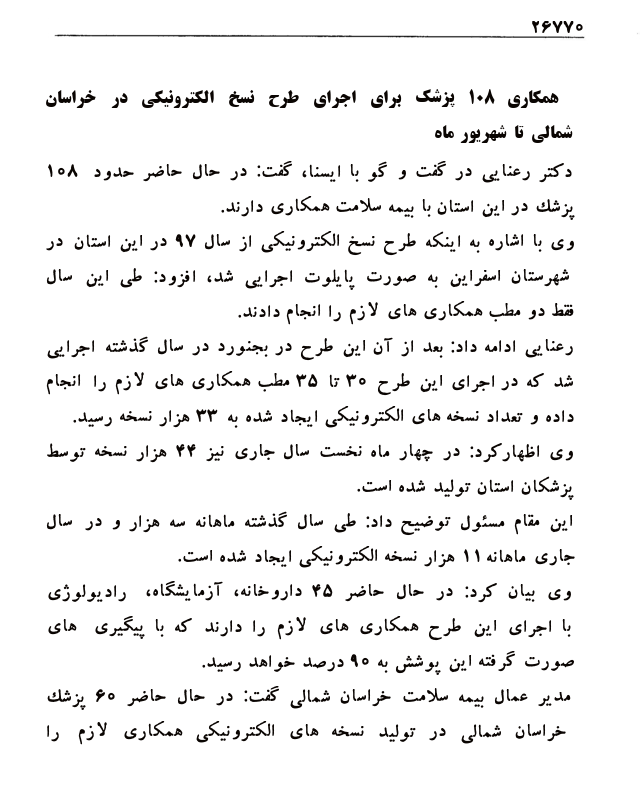 ۲۶۷۷۰
همکاری ۱۰۸ پزشک برای اجرای طرح نسخ الکترونیکی در خراسان
شمالی تا شهریور ماه
دکتر رعنایی در گفت و گو با ایسنا، گفت: در حال حاضر حدود ۱۰۸
پزشک در این استان با بیمه سلامت همکاری دارند.
وی با اشاره به اینکه طرح نسخ الکترونیکی از سال ۹۷ در این استان در
شهرستان اسفراین به صورت پایلوت اجرایی شد، افزود: طی این سال
فقط دو مطب همکاری های لازم را انجام دادند.
رعنایی ادامه داد: بعد از آن این طرح در بجنورد در سال گذشته اجرایی
شد که در اجرای این طرح ۳۰ تا ۳۵ مطب همکاری های لازم را انجام
داده و تعداد نسخه های الکترونیکی ایجاد شده به ۳۳ هزار نسخه رسید.
وی اظهارکرد: در چهار ماه نخست سال جاری نیز ۴۴ هزار نسخه توسط
پزشکان استان تولید شده است.
این مقام مسئول توضیح داد: طی سال گذشته ماهانه سه هزار و در سال
جاری ماهانه ۱۱ هزار نسخه الکترونیکی ایجاد شده است.
وی بیان کرد: در حال حاضر ۴۵ داروخانه، آزمایشگاه، رادیولوژی
با اجرای این طرح همکاری های لازم را دارند که با پیگیری های
صورت گرفته این پوشش به ۹۰ درصد خواهد رسید.
مدیر عمال بیمه سلامت خراسان شمالی گفت: در حال حاضر ۶۰ پزشک
خراسان شمالی در تولید نسخه های الکترونیکی همکاری لازم را